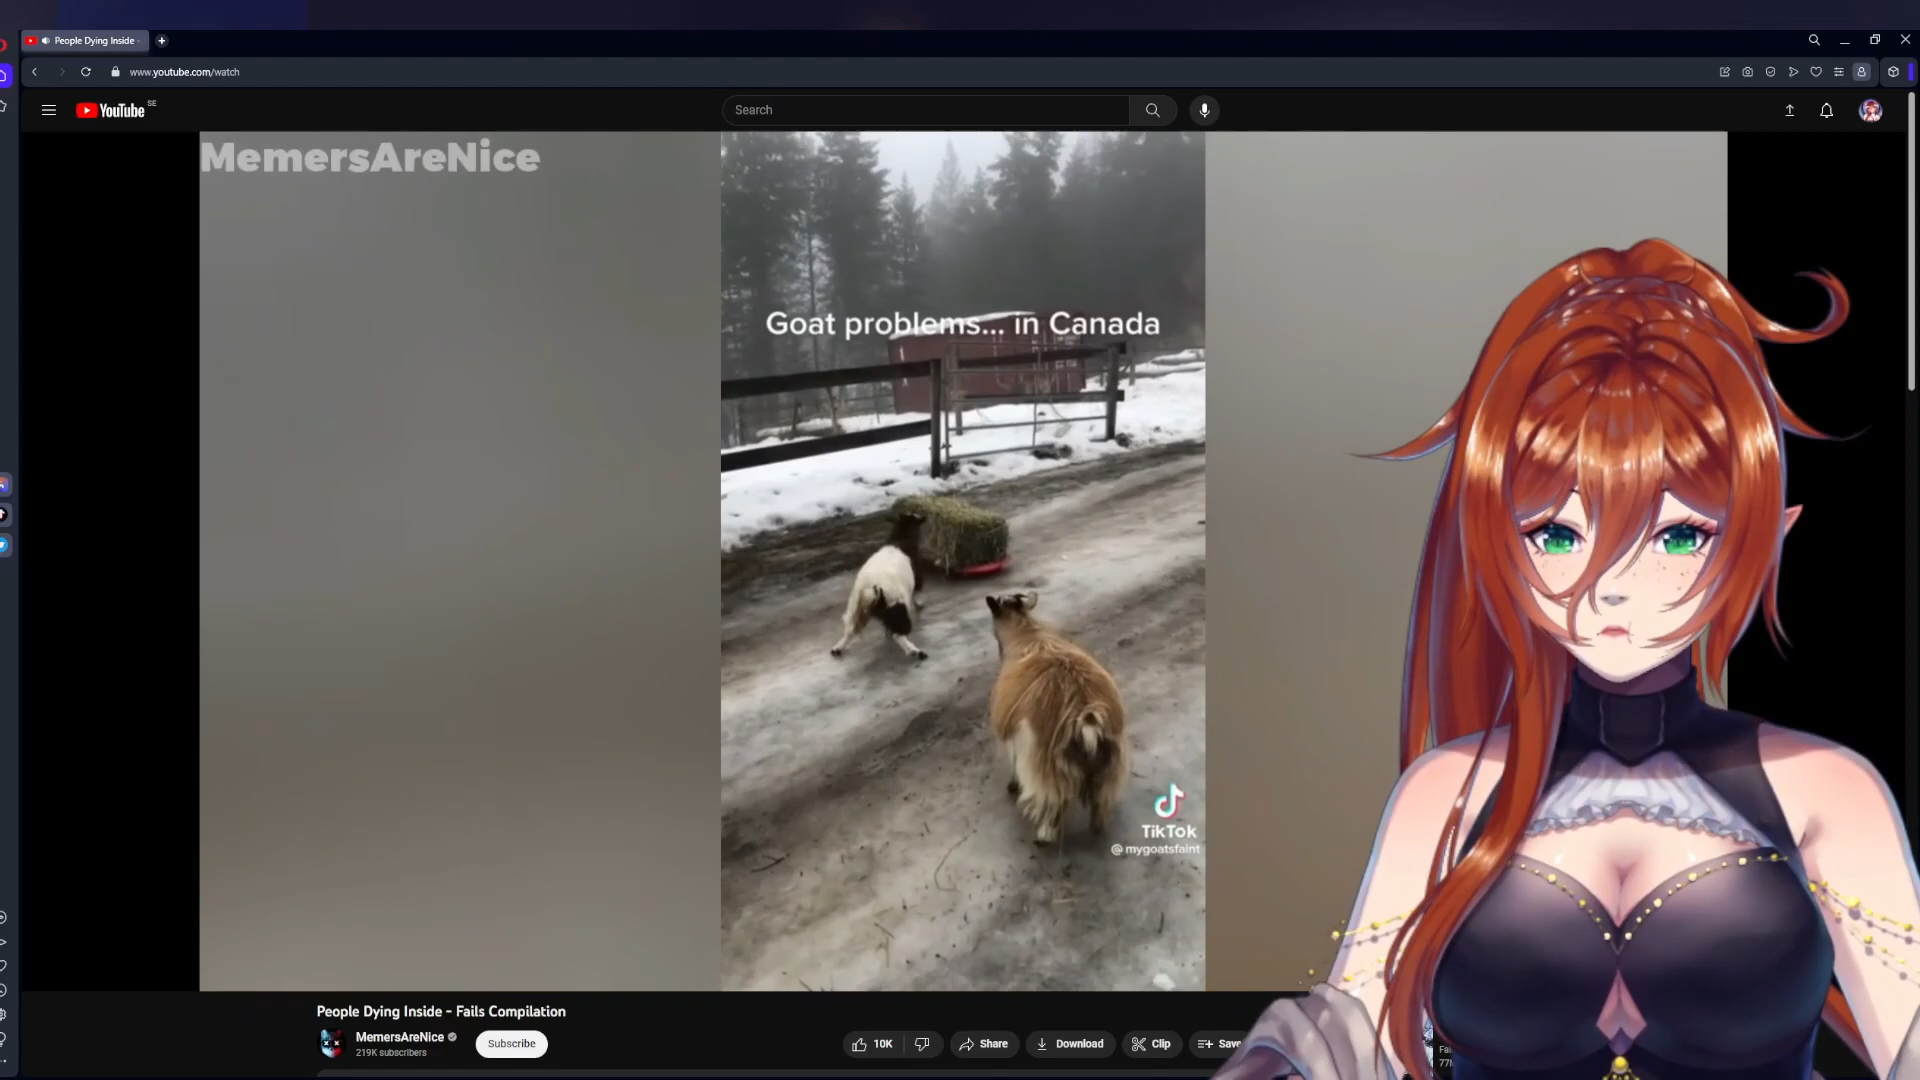 People Dying Inside -
www.youtube.com/watch
YouTube SE
Search
MemersAreNice
Goat problems... in Canada
TikTok
@mygoatsfaint
People Dying Inside - Fails Compilation
MemersAreNice
219K subscribers
Subscribe
10K
Share
Download
Clip
Save